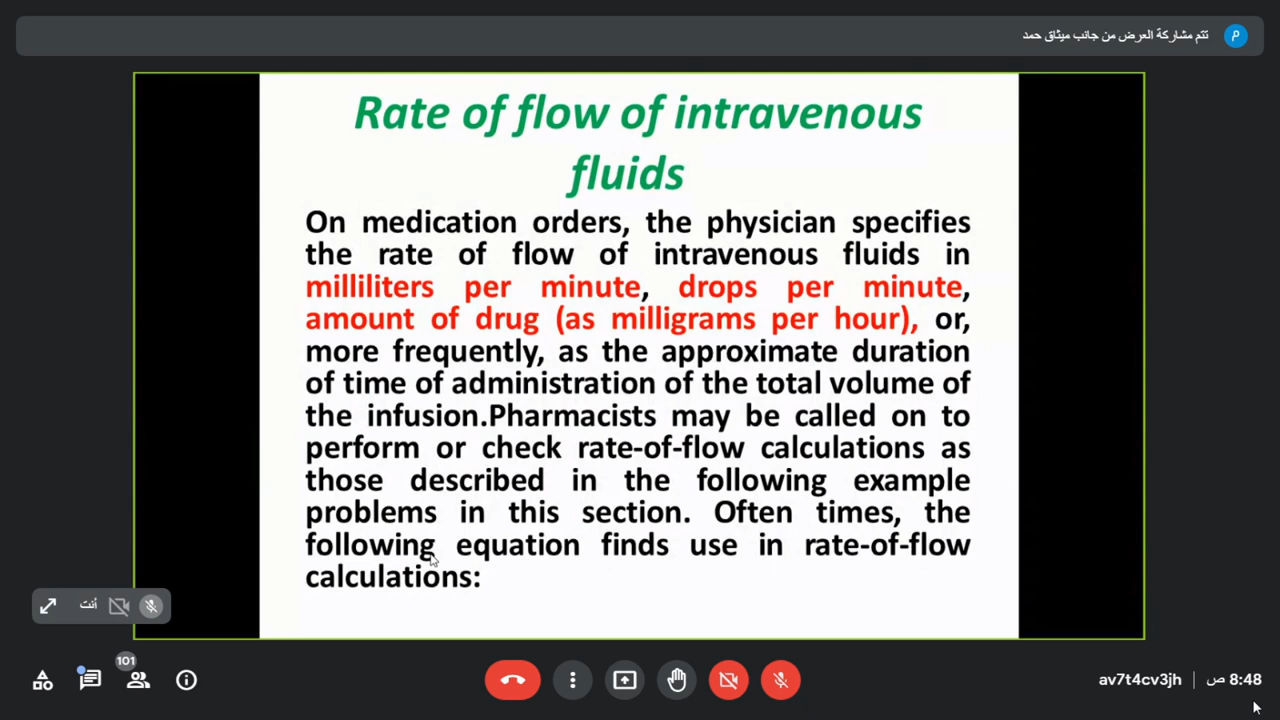 تتم مشاركة العرض من جانب ميثاق حمد
م
Rate of flow of intravenous
fluids
On medication orders, the physician specifies
the rate of flow of intravenous fluids in
milliliters per minute, drops per minute,
amount of drug (as milligrams per hour), or,
more frequently, as the approximate duration
of time of administration of the total volume of
the infusion.Pharmacists may be called on to
perform or check rate-of-flow calculations as
those described in the following example
problems in this section. Often times, the
following equation finds use in rate-of-flow
calculations:
أنت
101
av7t4cv3jh
8:48 ص